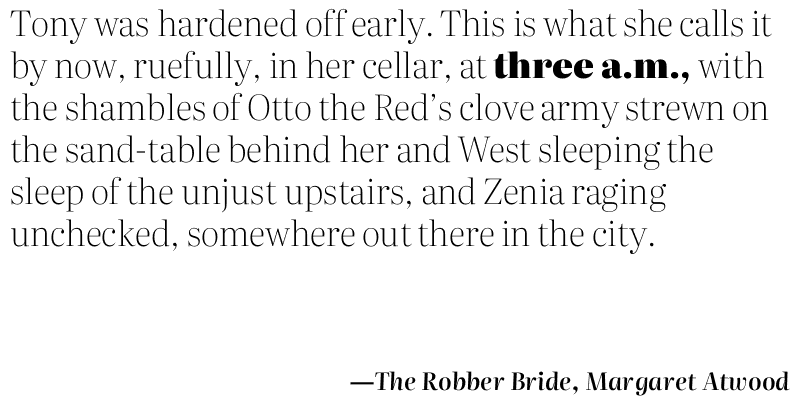 Tony was hardened off early. This is what she calls it
by now, ruefully, in her cellar, at three a.m., with
the shambles of Otto the Red's clove army strewn on
the sand-table behind her and West sleeping the
sleep of the unjust upstairs, and Zenia raging
unchecked, somewhere out there in the city.
—The Robber Bride, Margaret Atwood